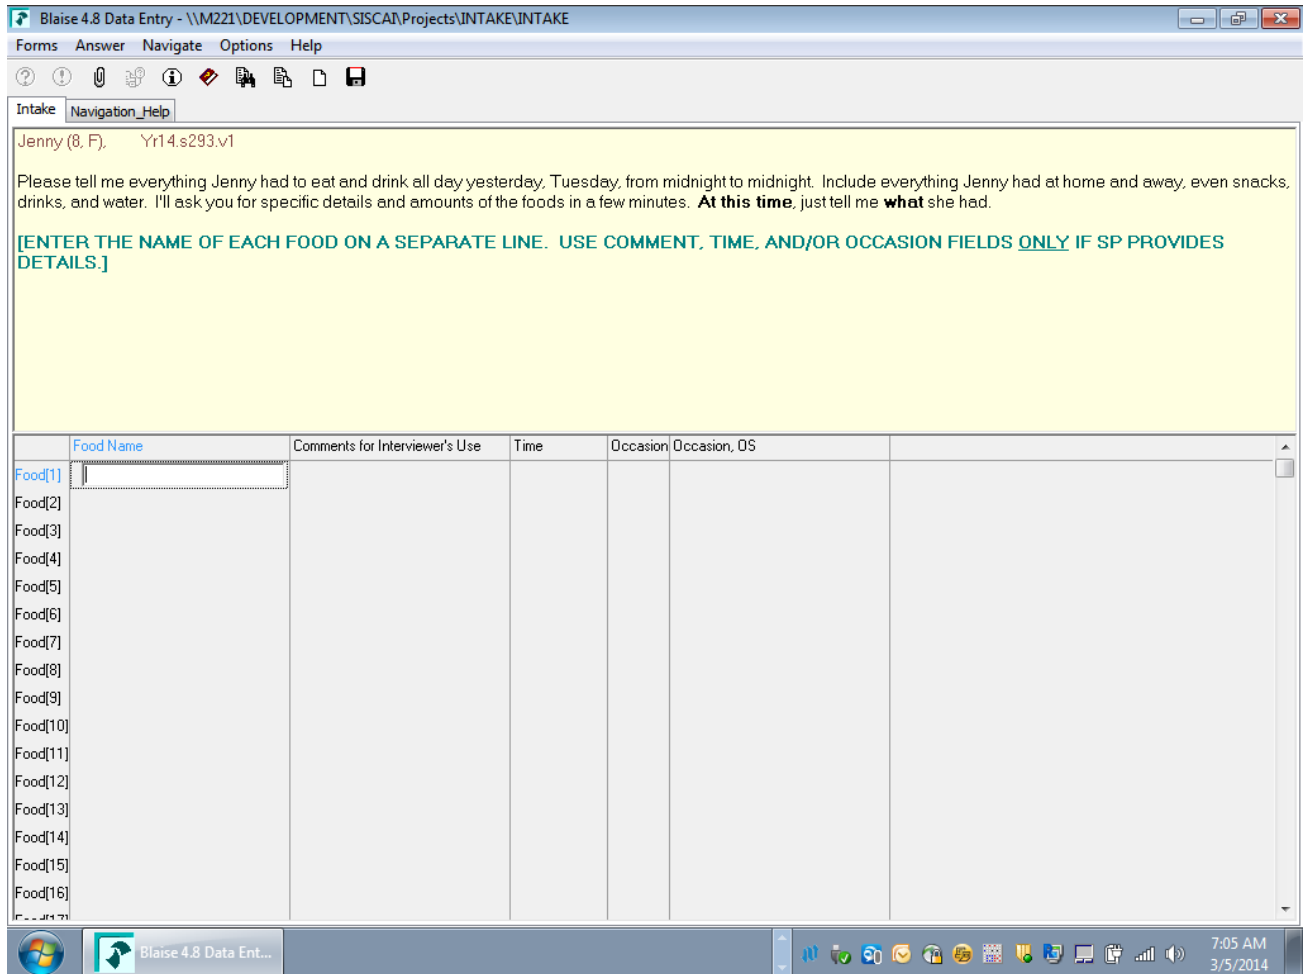 Blaise 4.8 Data Entry - \\M221\DEVELOPMENT\SISCAI\Projects\INTAKE\INTAKE
Forms Answer Navigate Options Help
Intake Navigation_Help
Jenny (8, F), Yr14.s293.v1
Please tell me everything Jenny had to eat and drink all day yesterday, Tuesday, from midnight to midnight. Include everything Jenny had at home and away, even snacks,
drinks, and water. I'll ask you for specific details and amounts of the foods in a few minutes. At this time, just tell me what she had.
[ENTER THE NAME OF EACH FOOD ON A SEPARATE LINE. USE COMMENT, TIME, AND/OR OCCASION FIELDS ONLY IF SP PROVIDES
DETAILS.]
Food Name Comments for Interviewer's Use Time Occasion Occasion, OS
Food[1]
Food[2]
Food[3]
Food[4]
Food[5]
Food[6]
Food[7]
Food[8]
Food[9]
Food[10]
Food[11]
Food[12]
Food[13]
Food[14]
Food[15]
Food[16]
Food[17]
Blaise 4.8 Data Ent...
7:05 AM
3/5/2014